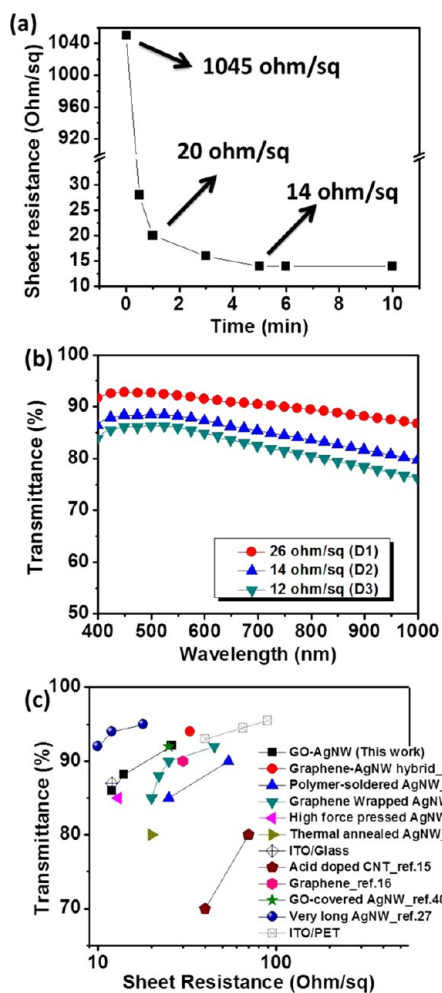 (a)
1040
1000
960
920
30
25
20
15
10
Sheet resistance (Ohm/sq)
1045 ohm/sq
20 ohm/sq
14 ohm/sq
0 2 4 6 8 10
Time (min)
(b)
100
90
80
70
60
50
Transmittance (%)
26 ohm/sq (D1)
14 ohm/sq (D2)
12 ohm/sq (D3)
400 500 600 700 800 900 1000
Wavelength (nm)
(c)
100
90
80
70
Transmittance (%)
GO-AgNW (This work)
Graphene-AgNW hybrid_
Polymer-soldered AgNW_
Graphene Wrapped AgNW
High force pressed AgNW
Thermal annealed AgNW_
ITO/Glass
Acid doped CNT_ref.15
Graphene_ref.16
GO-covered AgNW_ref.40
Very long AgNW_ref.27
ITO/PET
10 100
Sheet Resistance (Ohm/sq)